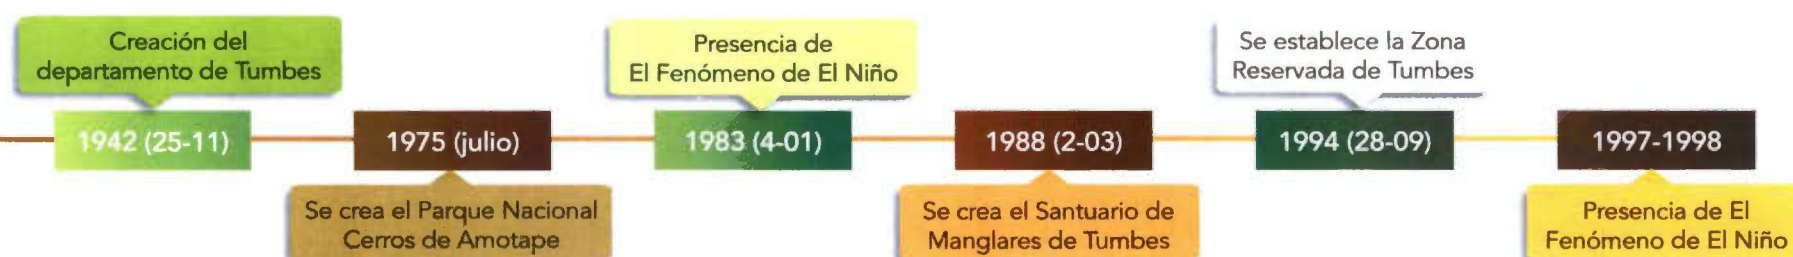 Creación del
departamento de Tumbes
1942 (25-11)
1975 (julio)
Se crea el Parque Nacional
Cerros de Amotape
Presencia de
El Fenómeno de El Niño
1983 (4-01)
1988 (2-03)
Se crea el Santuario de
Manglares de Tumbes
Se establece la Zona
Reservada de Tumbes
1994 (28-09)
1997-1998
Presencia de El
Fenómeno de El Niño